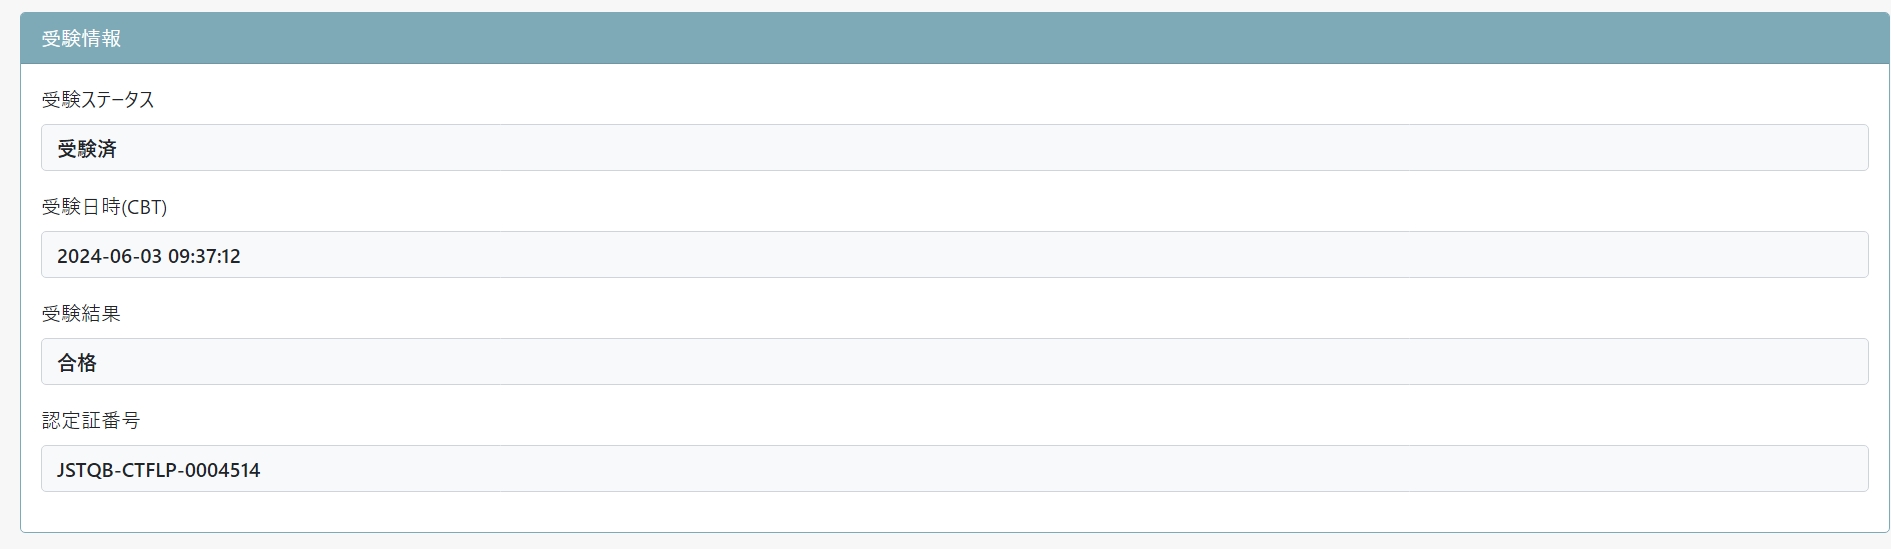 受験情報
受験ステータス
受験済
受験日時(CBT)
2024-06-03 09:37:12
受験結果
合格
認定証番号
JSTQB-CTFLP-0004514